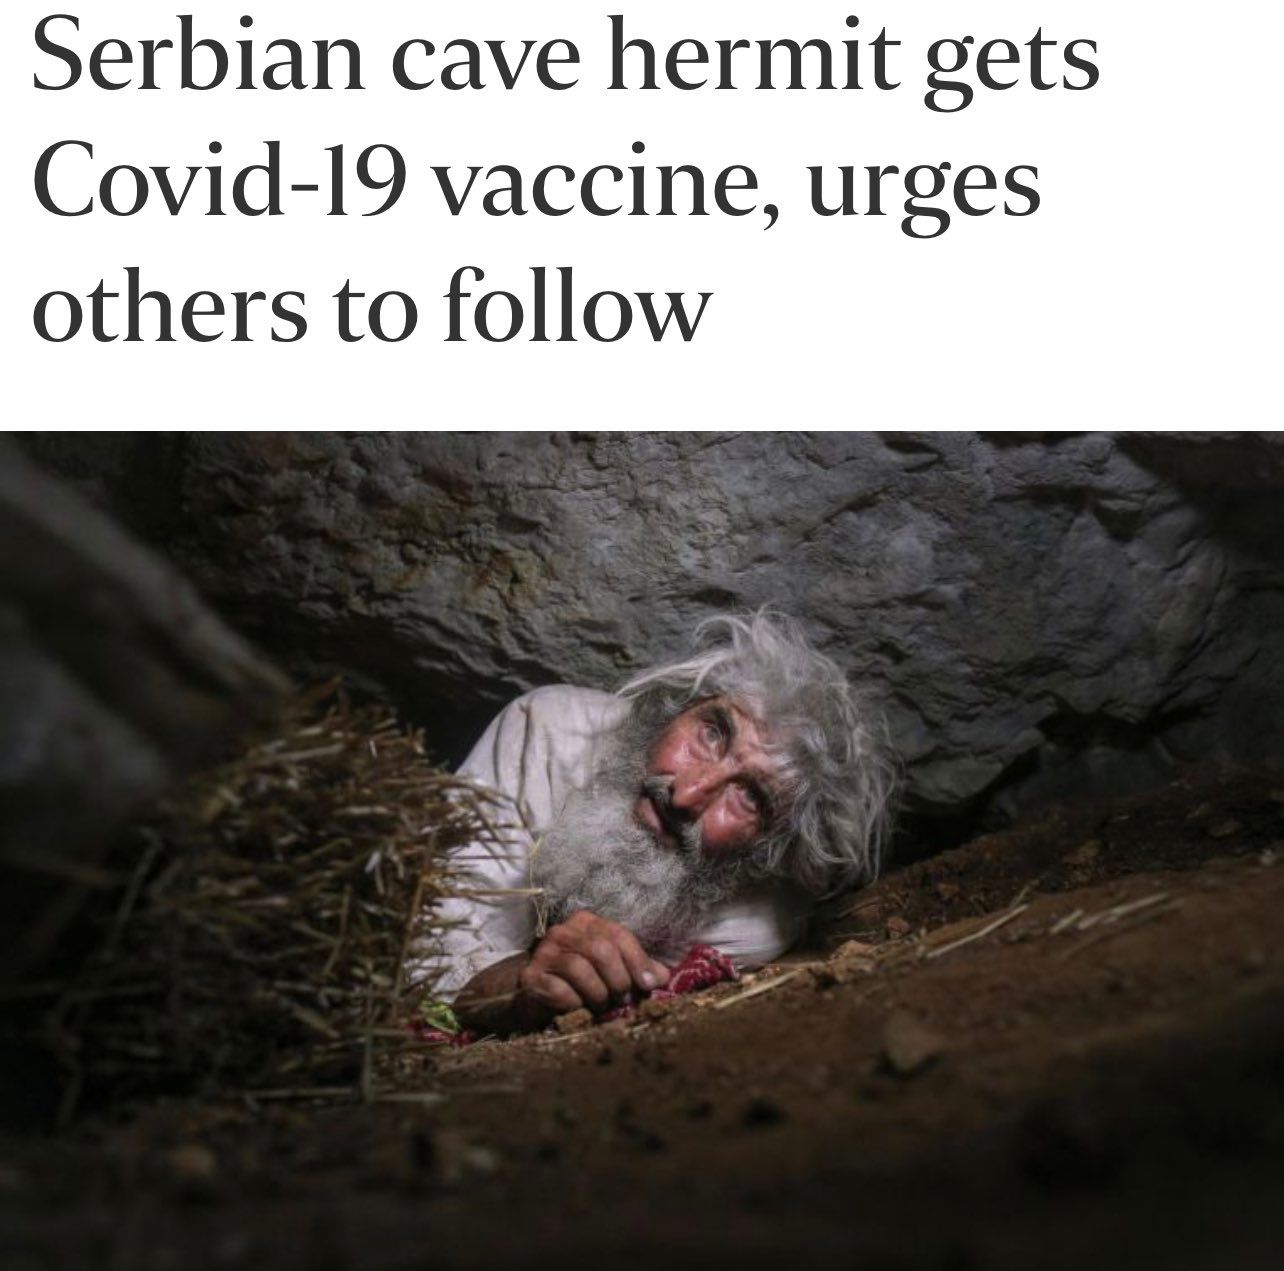 Serbian cave hermit gets
Covid-19 vaccine, urges
others to follow